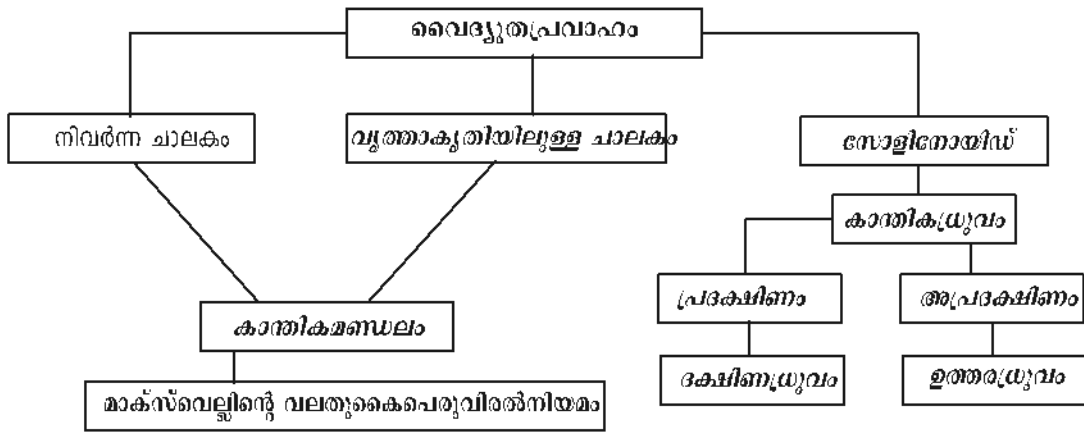 വൈദ്യുതപ്രവാഹം
നിവർന്ന ചാലകം
വൃത്താകൃതിയിലുള്ള ചാലകം
സോളിനോയിഡ്
കാന്തികധ്രുവം
പ്രദക്ഷിണം
അപ്രദക്ഷിണം
കാന്തികമണ്ഡലം
ദക്ഷിണധ്രുവം
ഉത്തരധ്രുവം
മാക്സ്‌വെല്ലിന്റെ വലതുകൈപെരുവിരൽനിയമം